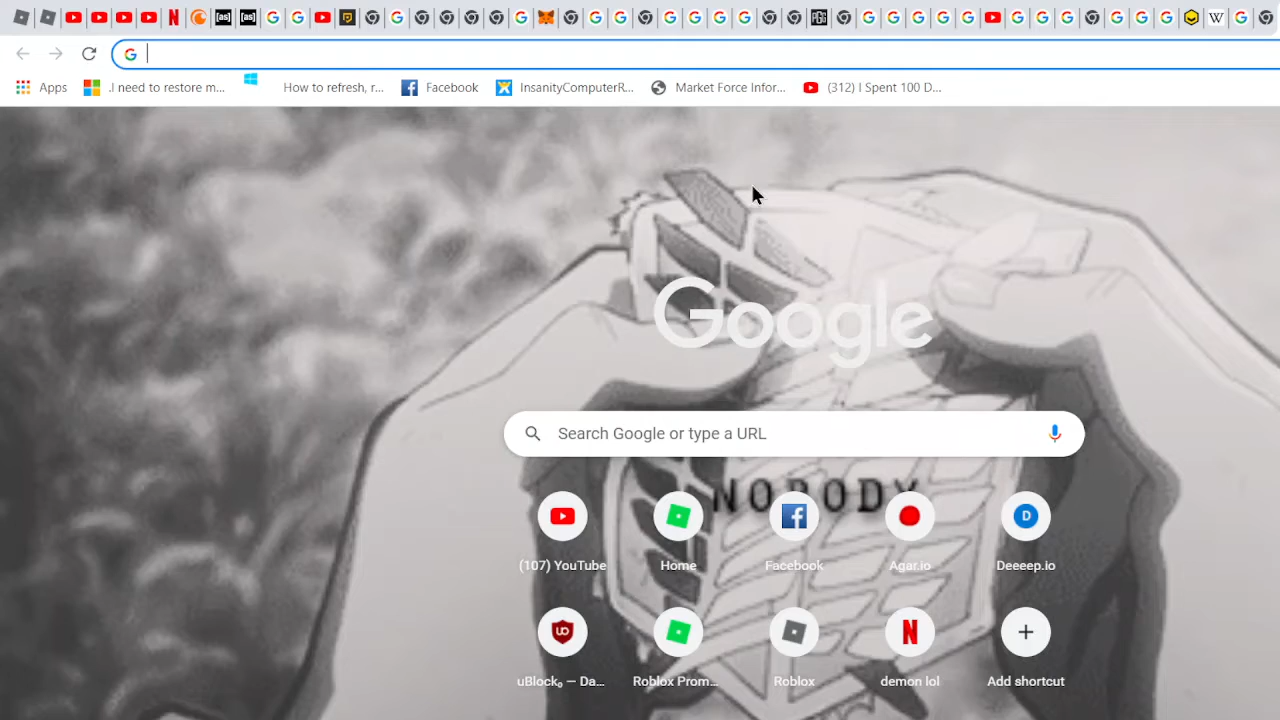 Apps .I need to restore m... How to refresh, r... Facebook InsanityComputerR... Market Force Infor... (312) I Spent 100 D...
Google
Search Google or type a URL
NOBODY
(107) YouTube Home Facebook Agar.io Deeeep.io
uBlock₀ — Da... Roblox Prom... Roblox demon lol Add shortcut